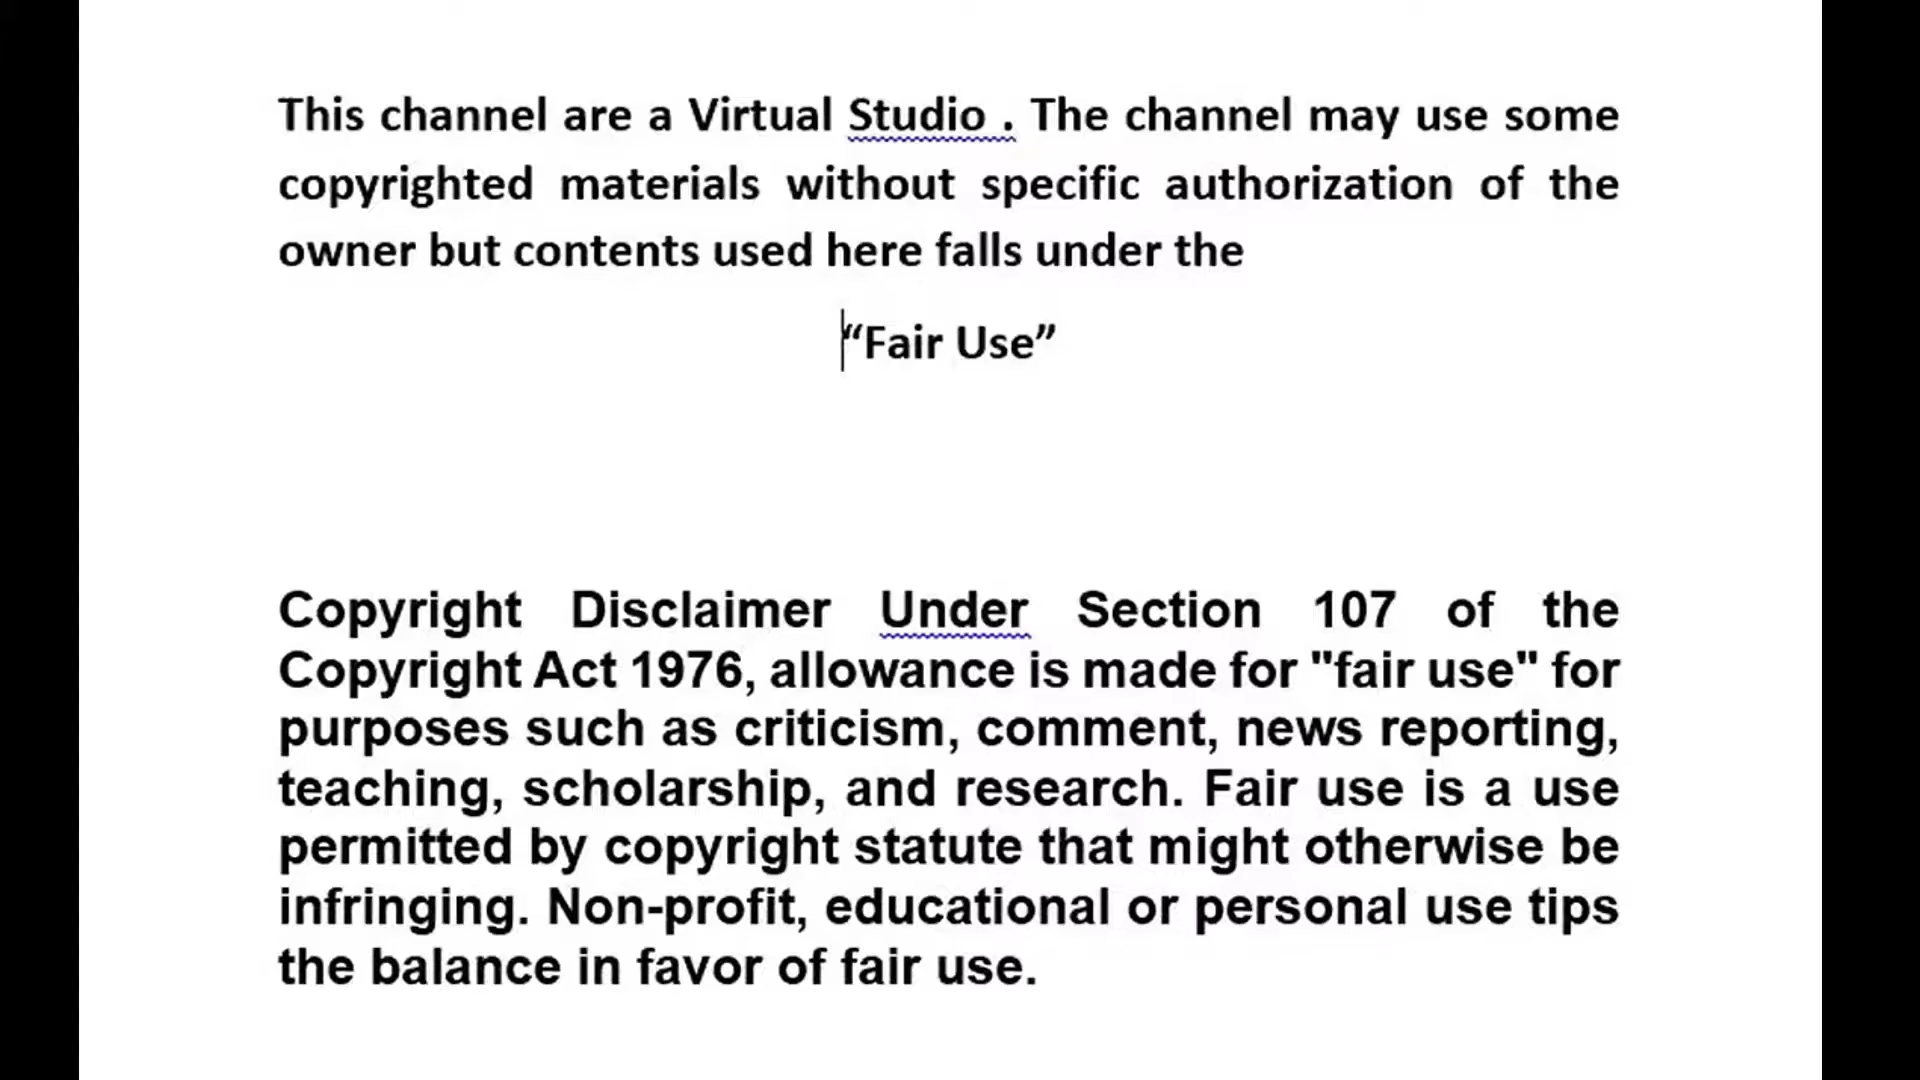 This channel are a Virtual Studio . The channel may use some
copyrighted materials without specific authorization of the
owner but contents used here falls under the
“Fair Use”
Copyright Disclaimer Under Section 107 of the
Copyright Act 1976, allowance is made for "fair use" for
purposes such as criticism, comment, news reporting,
teaching, scholarship, and research. Fair use is a use
permitted by copyright statute that might otherwise be
infringing. Non-profit, educational or personal use tips
the balance in favor of fair use.